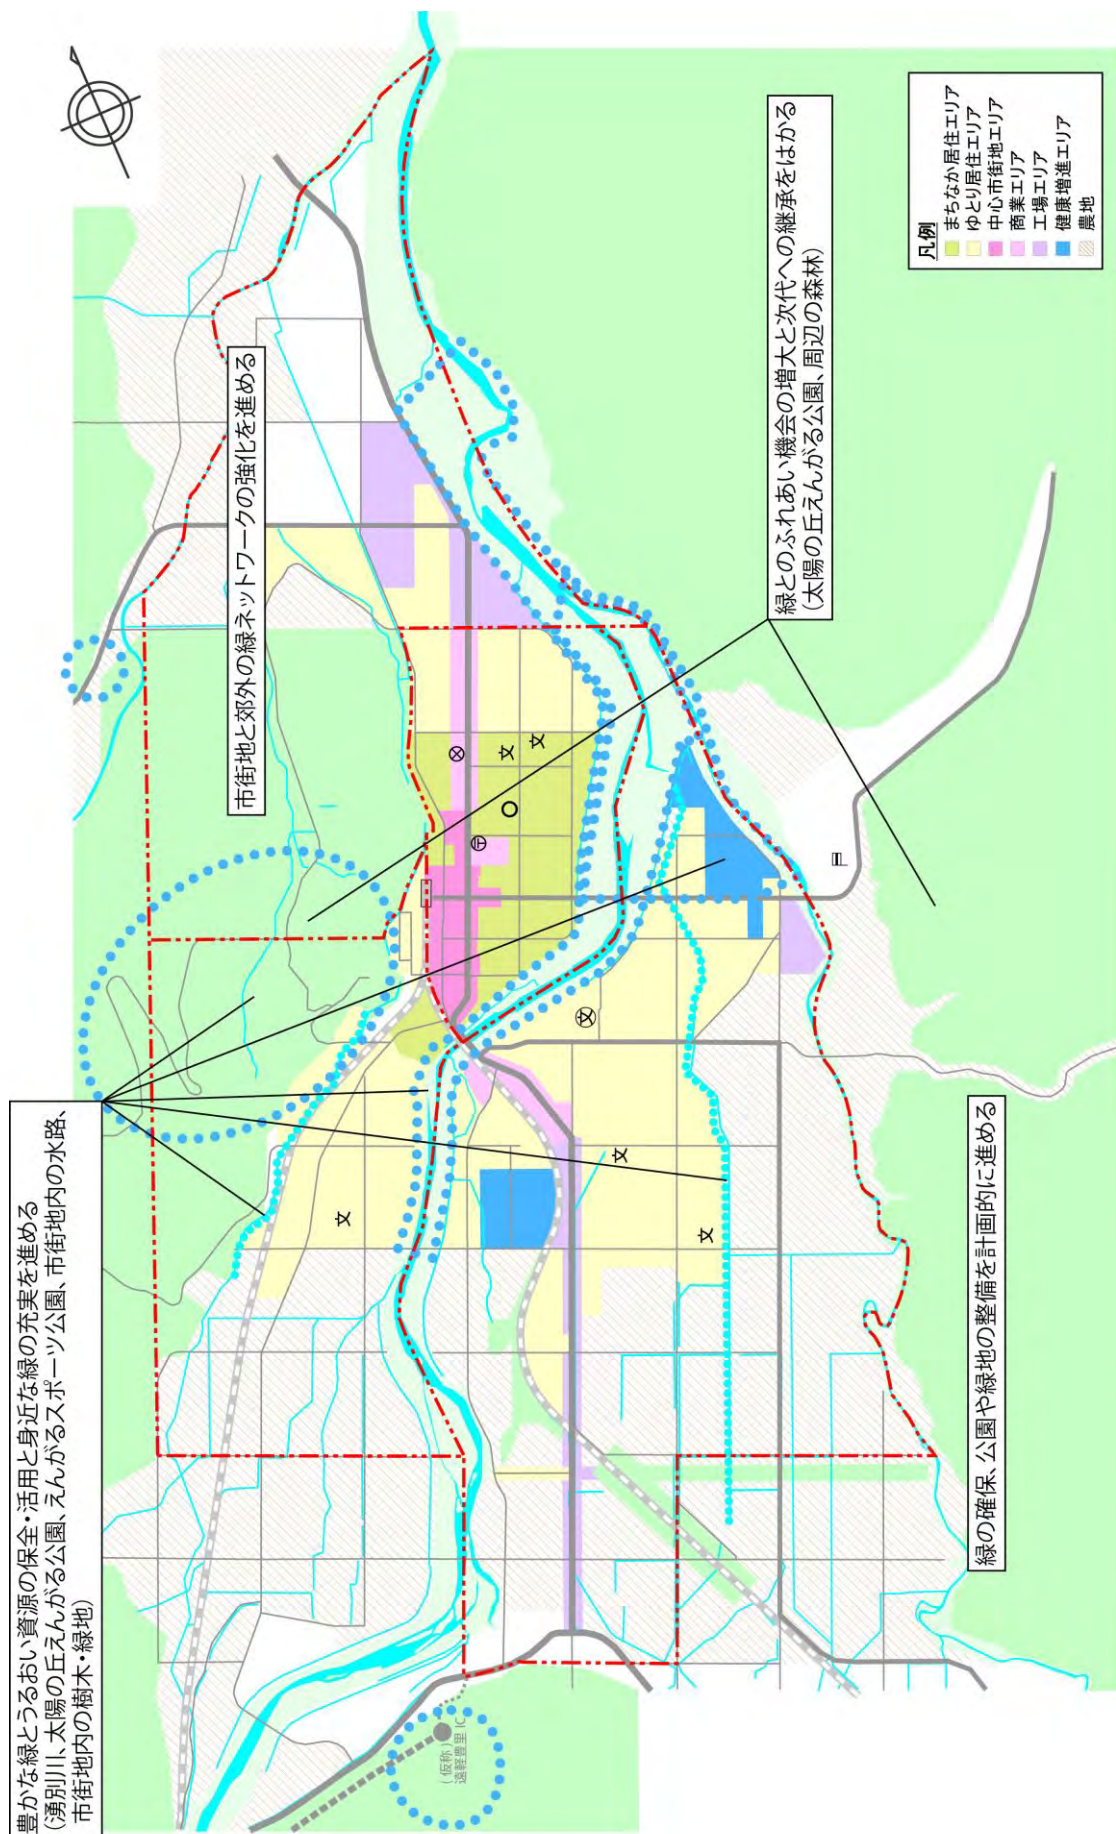 豊かな緑とうるおい資源の保全・活用と身近な緑の充実を進める
(湧別川、太陽の丘えんがる公園、えんがるスポーツ公園、市街地内の水路、
市街地内の樹木・緑地)
市街地と郊外の緑ネットワークの強化を進める
緑とのふれあい機会の増大と次代への継承をはかる
(太陽の丘えんがる公園、周辺の森林)
緑の確保、公園や緑地の整備を計画的に進める
凡例
まちなか居住エリア
ゆとり居住エリア
中心市街地エリア
商業エリア
工場エリア
健康増進エリア
農地
(仮称)
遠軽豊里 IC
文
文
文
文
文
文